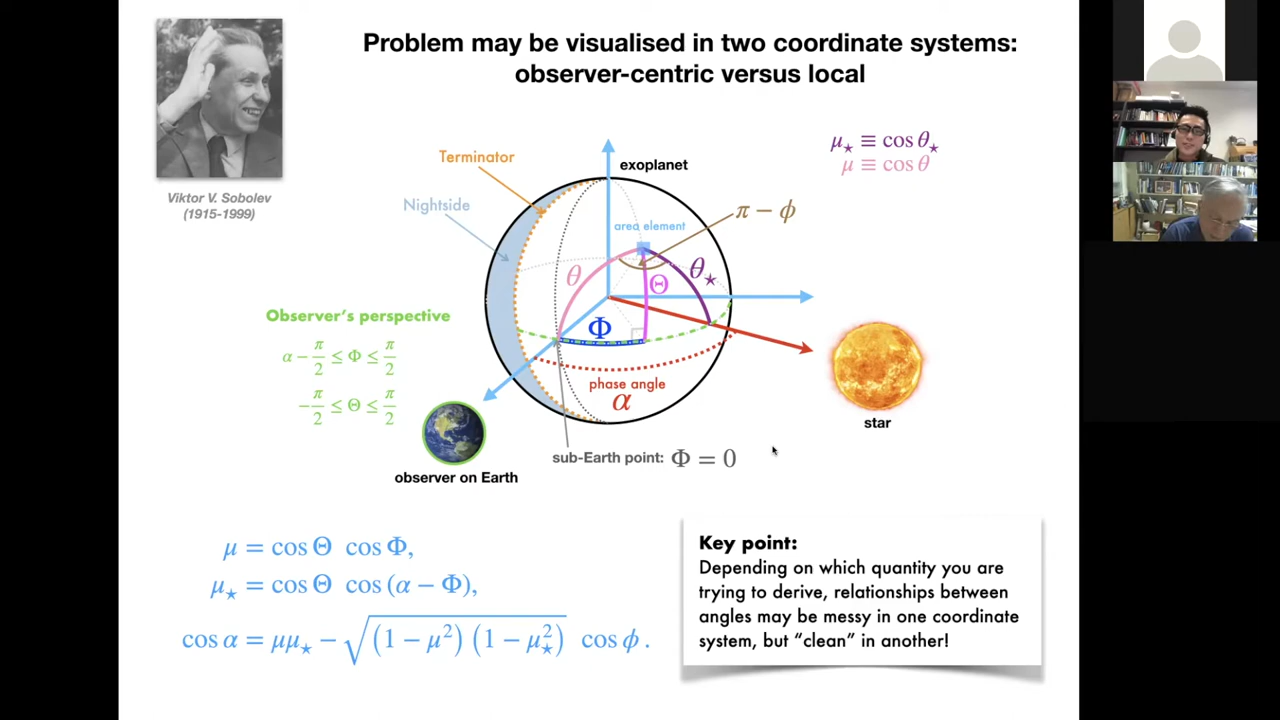 Problem may be visualised in two coordinate systems:
observer-centric versus local
Viktor V. Sobolev
(1915-1999)
μ⋆ ≡ cos θ⋆
μ ≡ cos θ
Terminator
exoplanet
Nightside
area element
π − ϕ
θ
Θ
θ⋆
Φ
Observer's perspective
α − π/2 ≤ Φ ≤ π/2
−π/2 ≤ Θ ≤ π/2
phase angle
α
star
sub-Earth point: Φ = 0
observer on Earth
μ = cos Θ cos Φ,
μ⋆ = cos Θ cos (α − Φ),
cos α = μμ⋆ − √((1 − μ²) (1 − μ⋆²)) cos ϕ .
Key point:
Depending on which quantity you are
trying to derive, relationships between
angles may be messy in one coordinate
system, but “clean” in another!